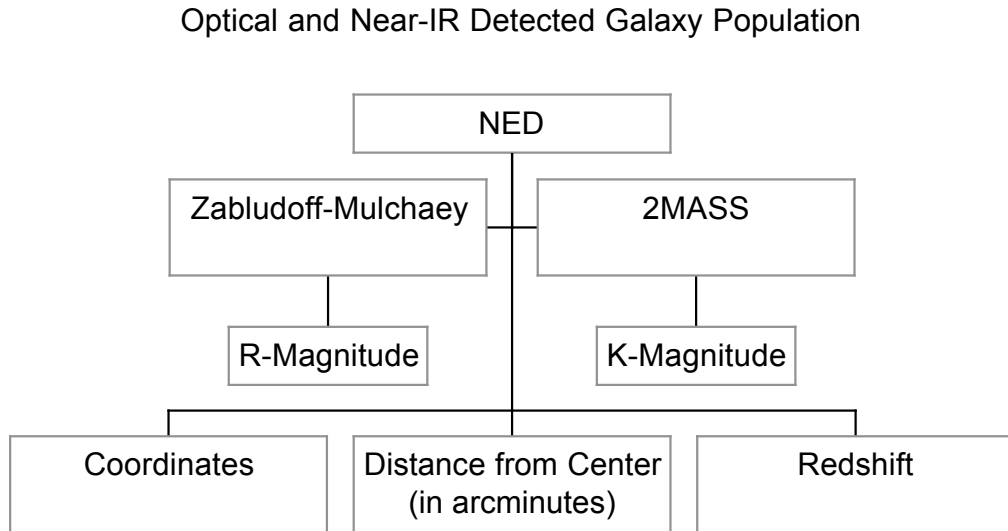 Optical and Near-IR Detected Galaxy Population
NED
Zabludoff-Mulchaey
2MASS
R-Magnitude
K-Magnitude
Coordinates
Distance from Center
(in arcminutes)
Redshift